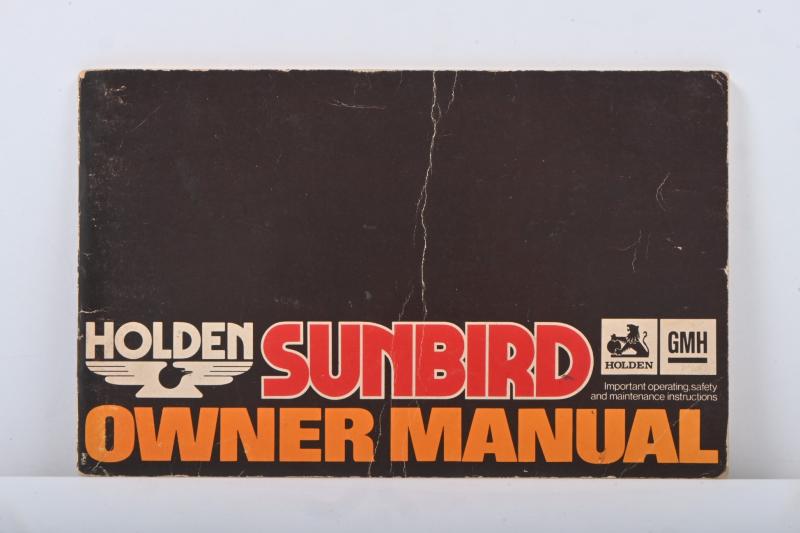 HOLDEN SUNBIRD
HOLDEN
GMH
Important operating, safety
and maintenance instructions
OWNER MANUAL